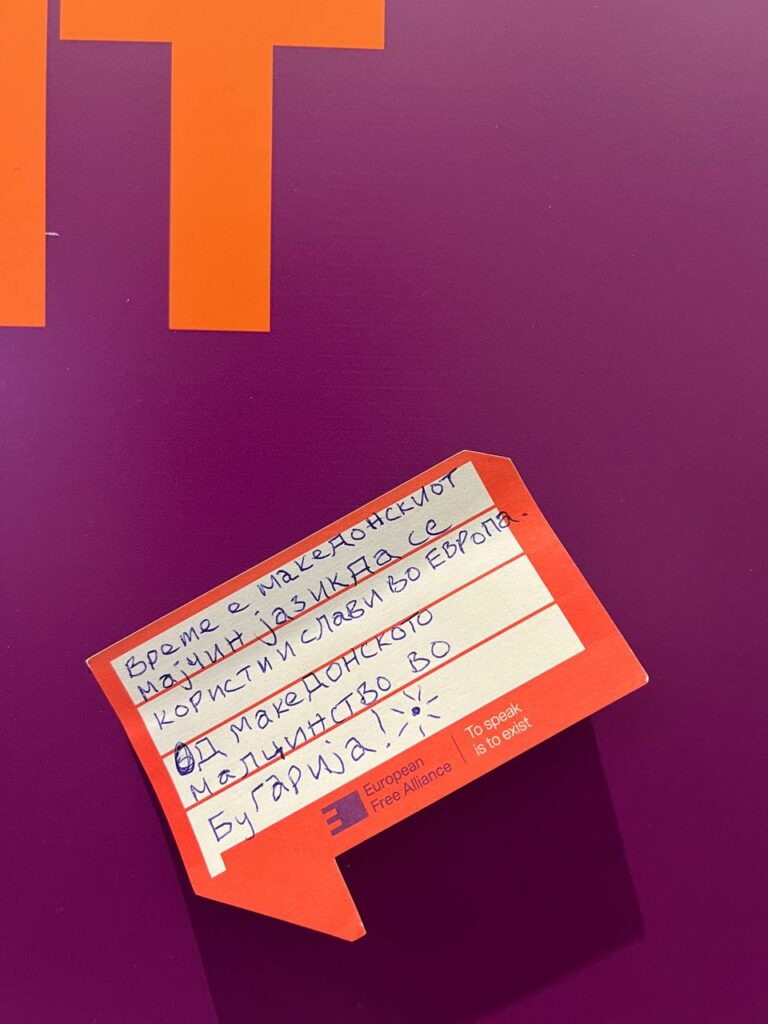 IT
Време е македонскиот
мајчин јазик да се
користи и слави во Европа.
Од македонското
малцинство во
Бугарија!
European
Free Alliance
To speak
is to exist